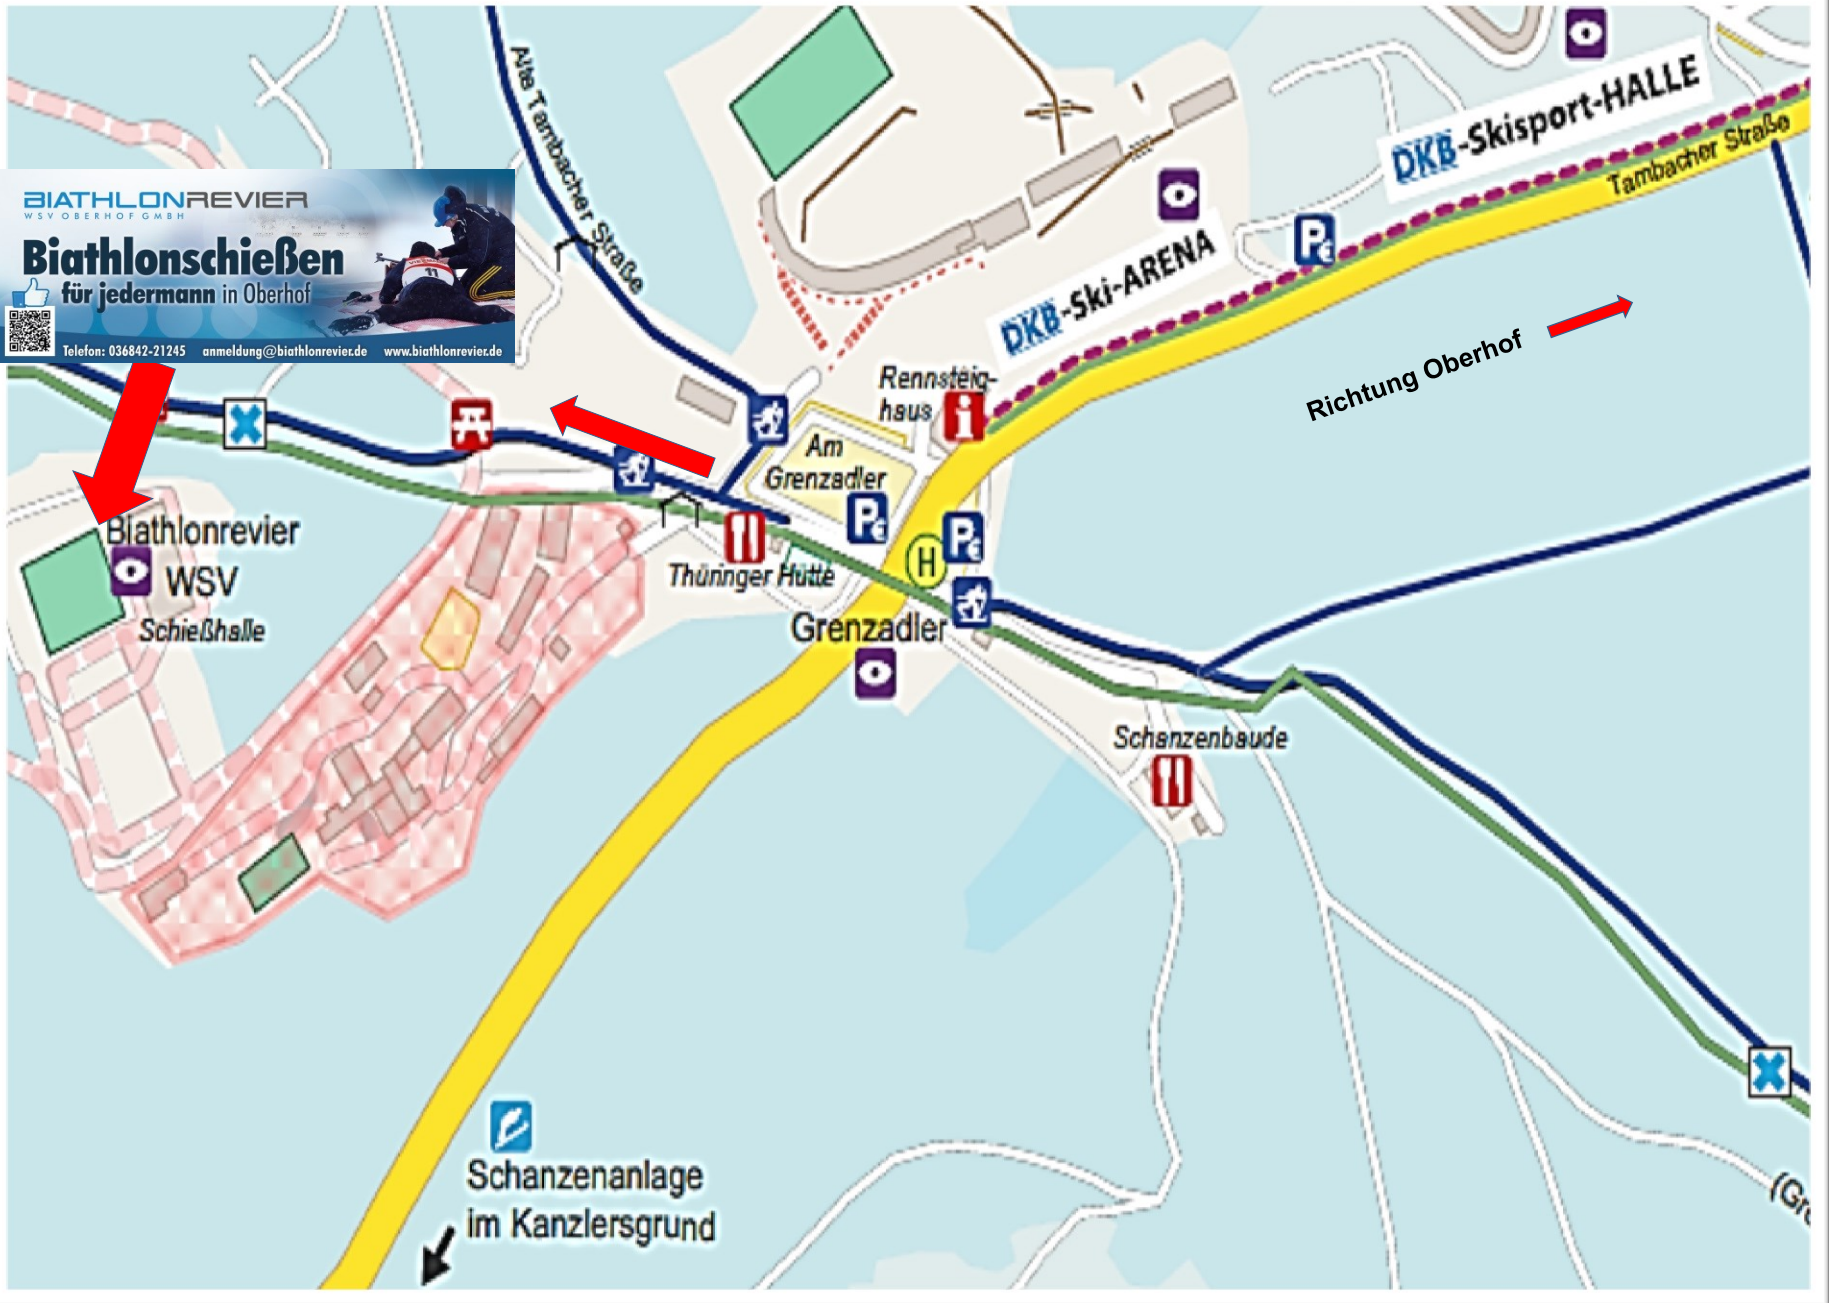 Alte Tambacher Straße
DKB-Skisport-HALLE
Tambacher Straße
BIATHLONREVIER
WSV OBERHOF GMBH
Biathlonschießen
für jedermann in Oberhof
11
Telefon: 036842-21245 anmeldung@biathlonrevier.de www.biathlonrevier.de
DKB-Ski-ARENA
P€
Richtung Oberhof
Rennsteig-
haus
i
Am
Grenzadler
P€
P€
H
Biathlonrevier
WSV
Schießhalle
Thüringer Hütte
Grenzadler
Schanzenbaude
Schanzenanlage
im Kanzlersgrund